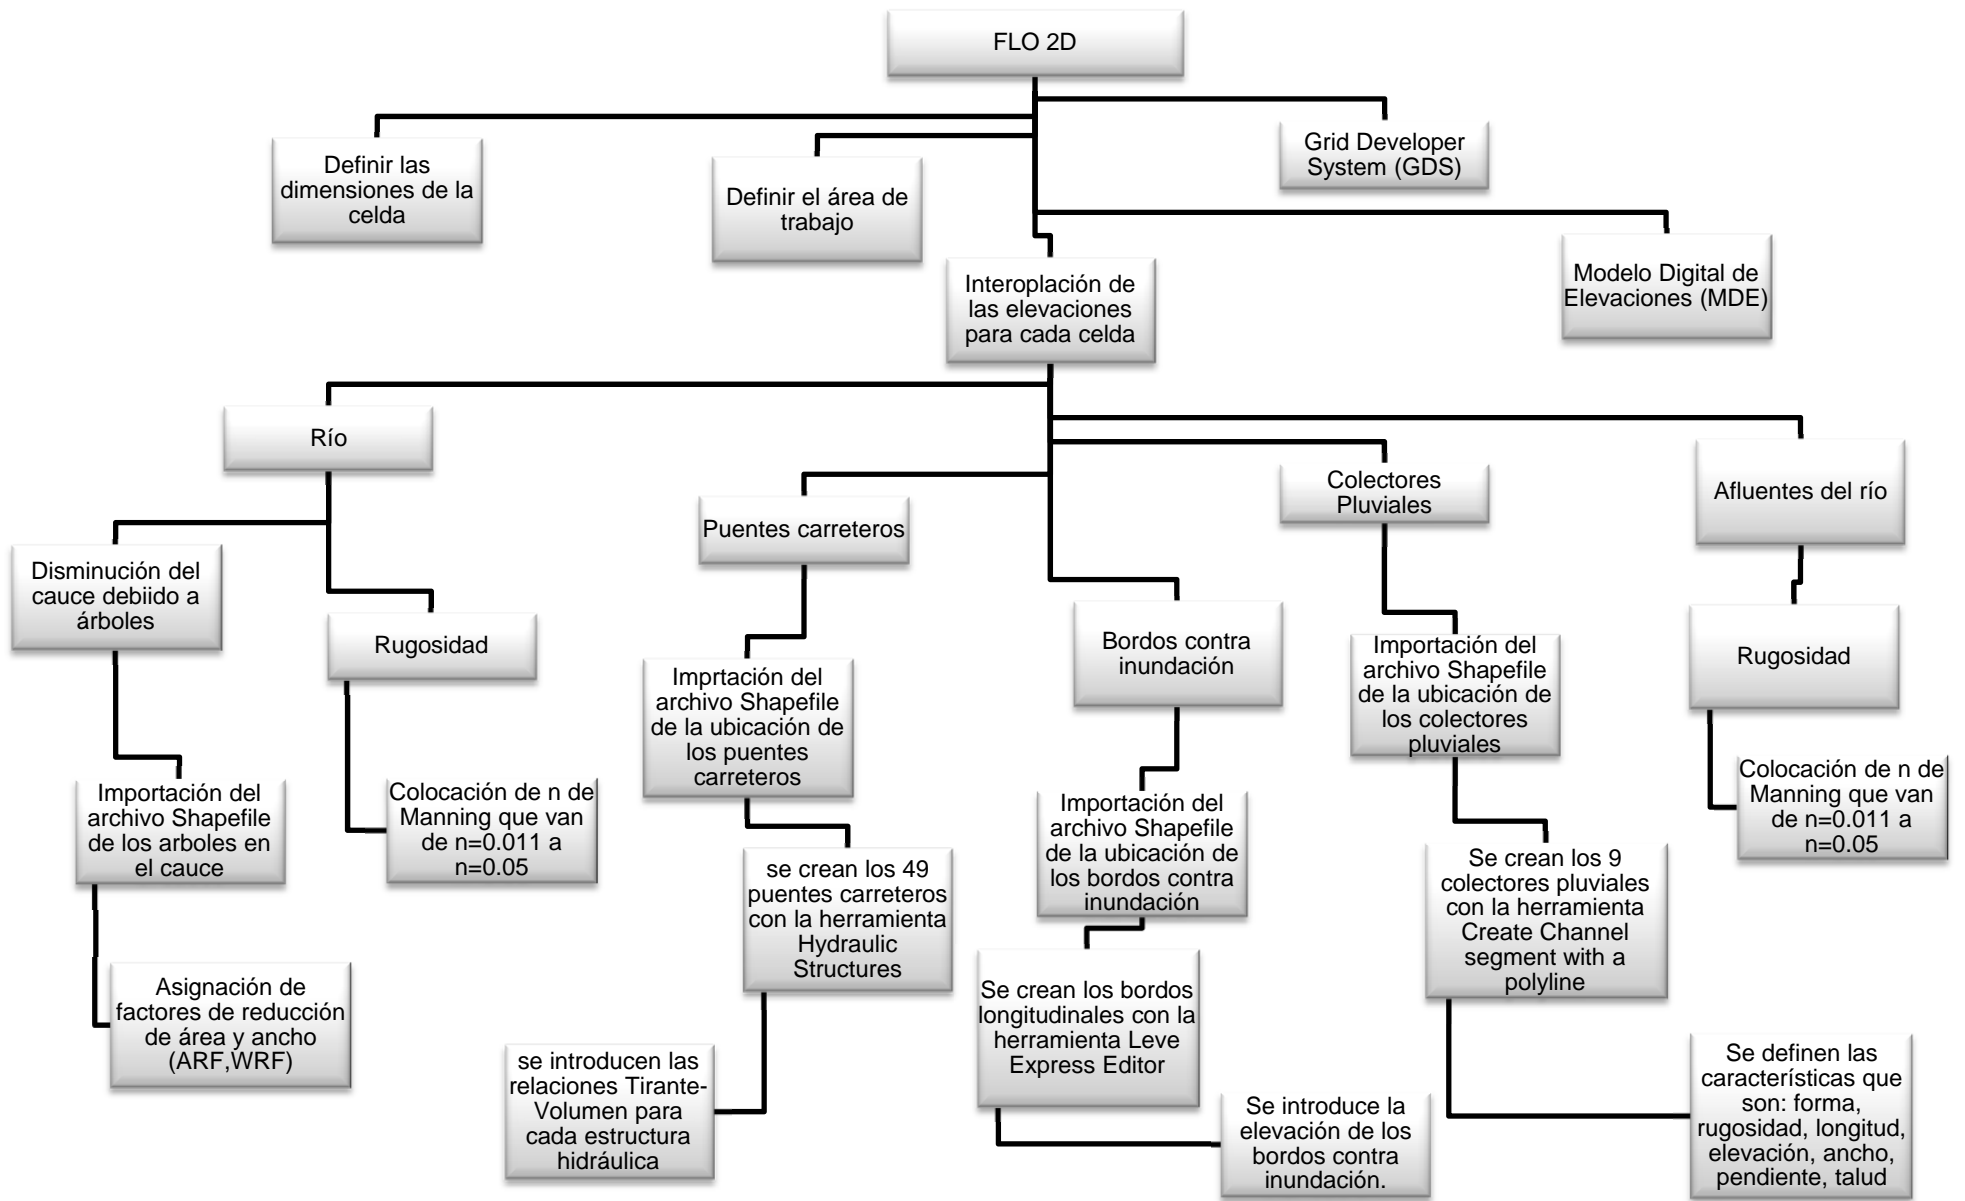 FLO 2D
Grid Developer
System (GDS)
Definir las
dimensiones de la
celda
Definir el área de
trabajo
Modelo Digital de
Elevaciones (MDE)
Interoplación de
las elevaciones
para cada celda
Río
Puentes carreteros
Colectores
Pluviales
Afluentes del río
Disminución del
cauce debiido a
árboles
Rugosidad
Bordos contra
inundación
Rugosidad
Imprtación del
archivo Shapefile
de la ubicación de
los puentes
carreteros
Importación del
archivo Shapefile
de la ubicación de
los colectores
pluviales
Importación del
archivo Shapefile
de los arboles en
el cauce
Colocación de n de
Manning que van
de n=0.011 a
n=0.05
Importación del
archivo Shapefile
de la ubicación de
los bordos contra
inundación
Colocación de n de
Manning que van
de n=0.011 a
n=0.05
se crean los 49
puentes carreteros
con la herramienta
Hydraulic
Structures
Se crean los 9
colectores pluviales
con la herramienta
Create Channel
segment with a
polyline
Asignación de
factores de reducción
de área y ancho
(ARF,WRF)
Se crean los bordos
longitudinales con la
herramienta Leve
Express Editor
se introducen las
relaciones Tirante-
Volumen para
cada estructura
hidráulica
Se introduce la
elevación de los
bordos contra
inundación.
Se definen las
características que
son: forma,
rugosidad, longitud,
elevación, ancho,
pendiente, talud